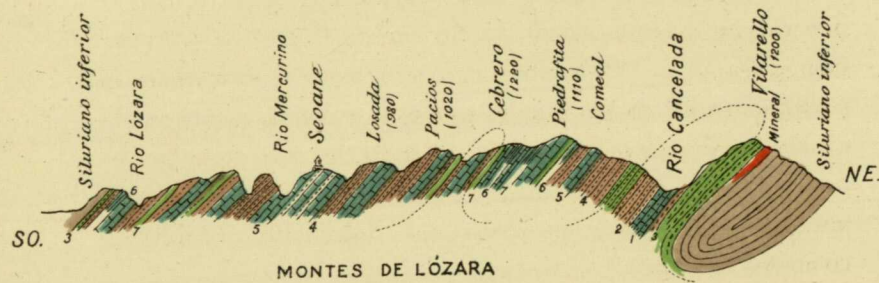 Siluriano inferior
Rio Lózara
Rio Mercurino
Seoane
Losada
(980)
Pacios
(1020)
Cebrero
(1280)
Piedrafita
(1110)
Comeal
Rio Cancelada
Vilarello
(1200)
Mineral
Siluriano inferior
SO.
NE.
3
6
7
5
4
7
6
7
6
5
4
2
1
3
MONTES DE LÓZARA